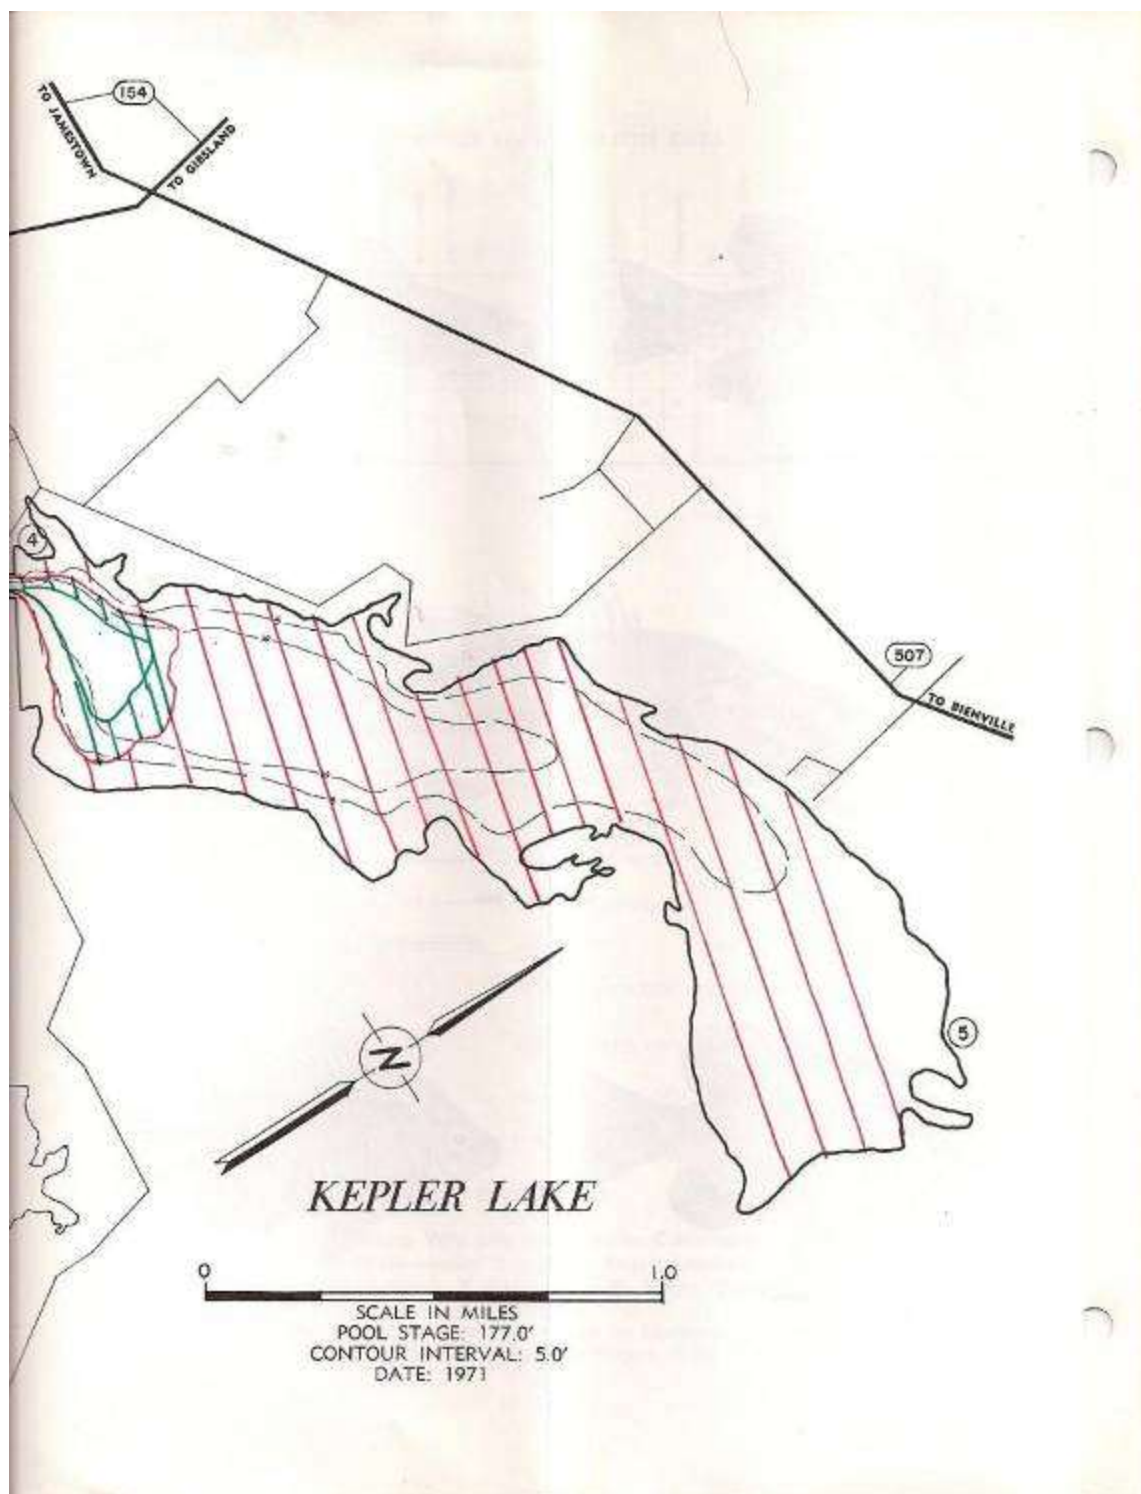 154
TO JAMESTOWN
TO GIBSLAND
4
507
TO BIENVILLE
5
N
KEPLER LAKE
0 1.0
SCALE IN MILES
POOL STAGE: 177.0'
CONTOUR INTERVAL: 5.0'
DATE: 1971